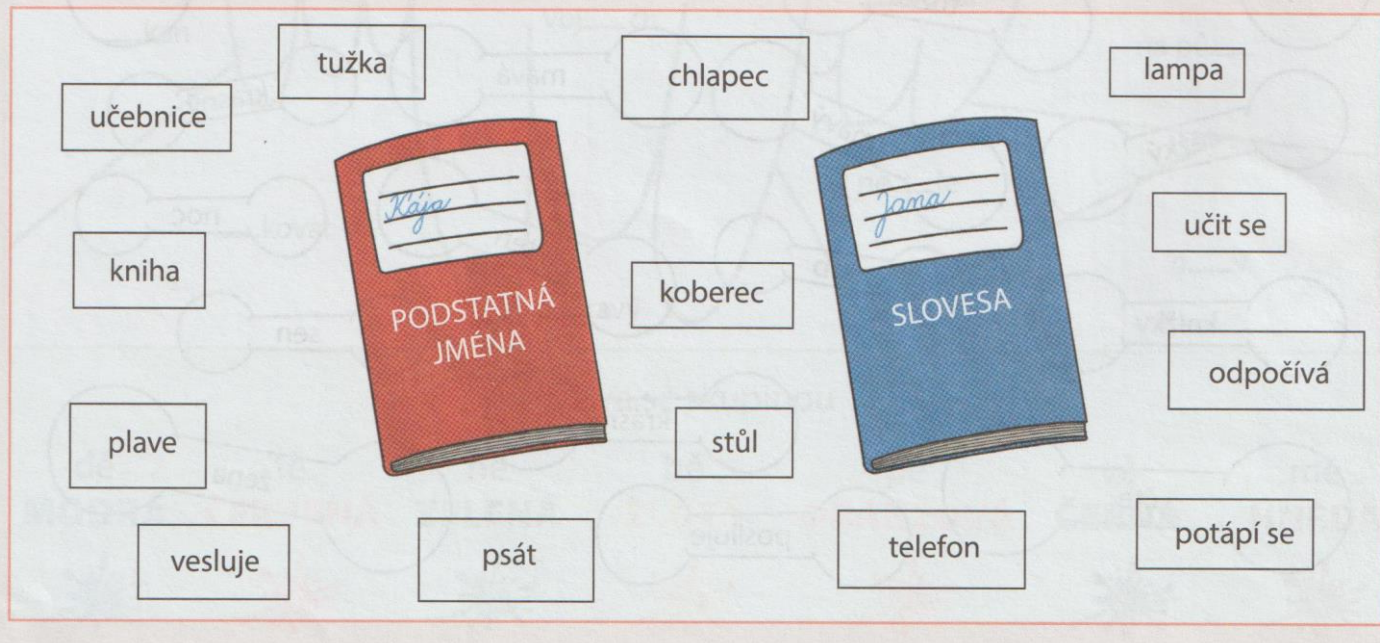 tužka
chlapec
lampa
učebnice
Kája
Jana
učit se
kniha
koberec
PODSTATNÁ
JMÉNA
SLOVESA
odpočívá
plave
stůl
vesluje
psát
telefon
potápí se